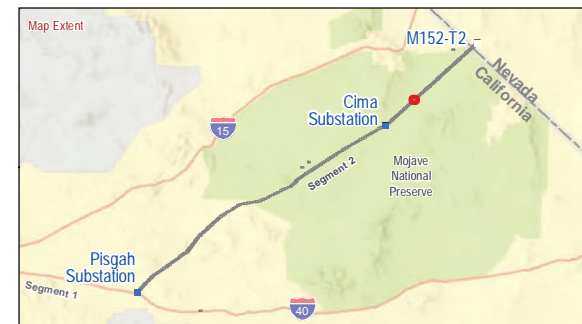 Map Extent
M152-T2
Nevada
California
Cima
Substation
15
Segment 2
Mojave
National
Preserve
Pisgah
Substation
Segment 1
40